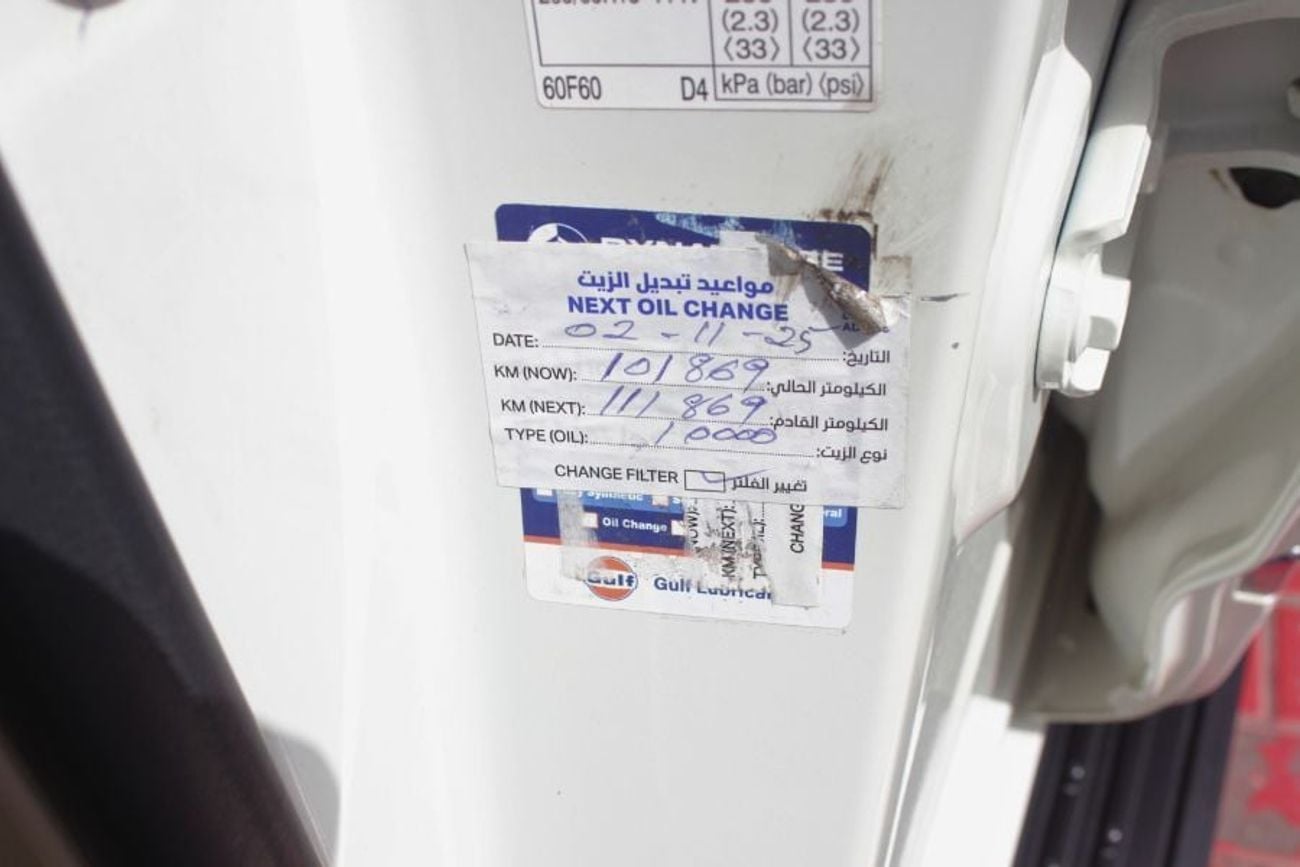 (2.3) (2.3)
⟨33⟩ ⟨33⟩
60F60 D4 kPa (bar) ⟨psi⟩
مواعيد تبديل الزيت
NEXT OIL CHANGE
DATE: 02-11-25 التاريخ:
KM (NOW): 101869 الكيلومتر الحالي:
KM (NEXT): 111869 الكيلومتر القادم:
TYPE (OIL): 10000 نوع الزيت:
CHANGE FILTER تغيير الفلتر
Oil Change
KM (NEXT):
Gulf Gulf